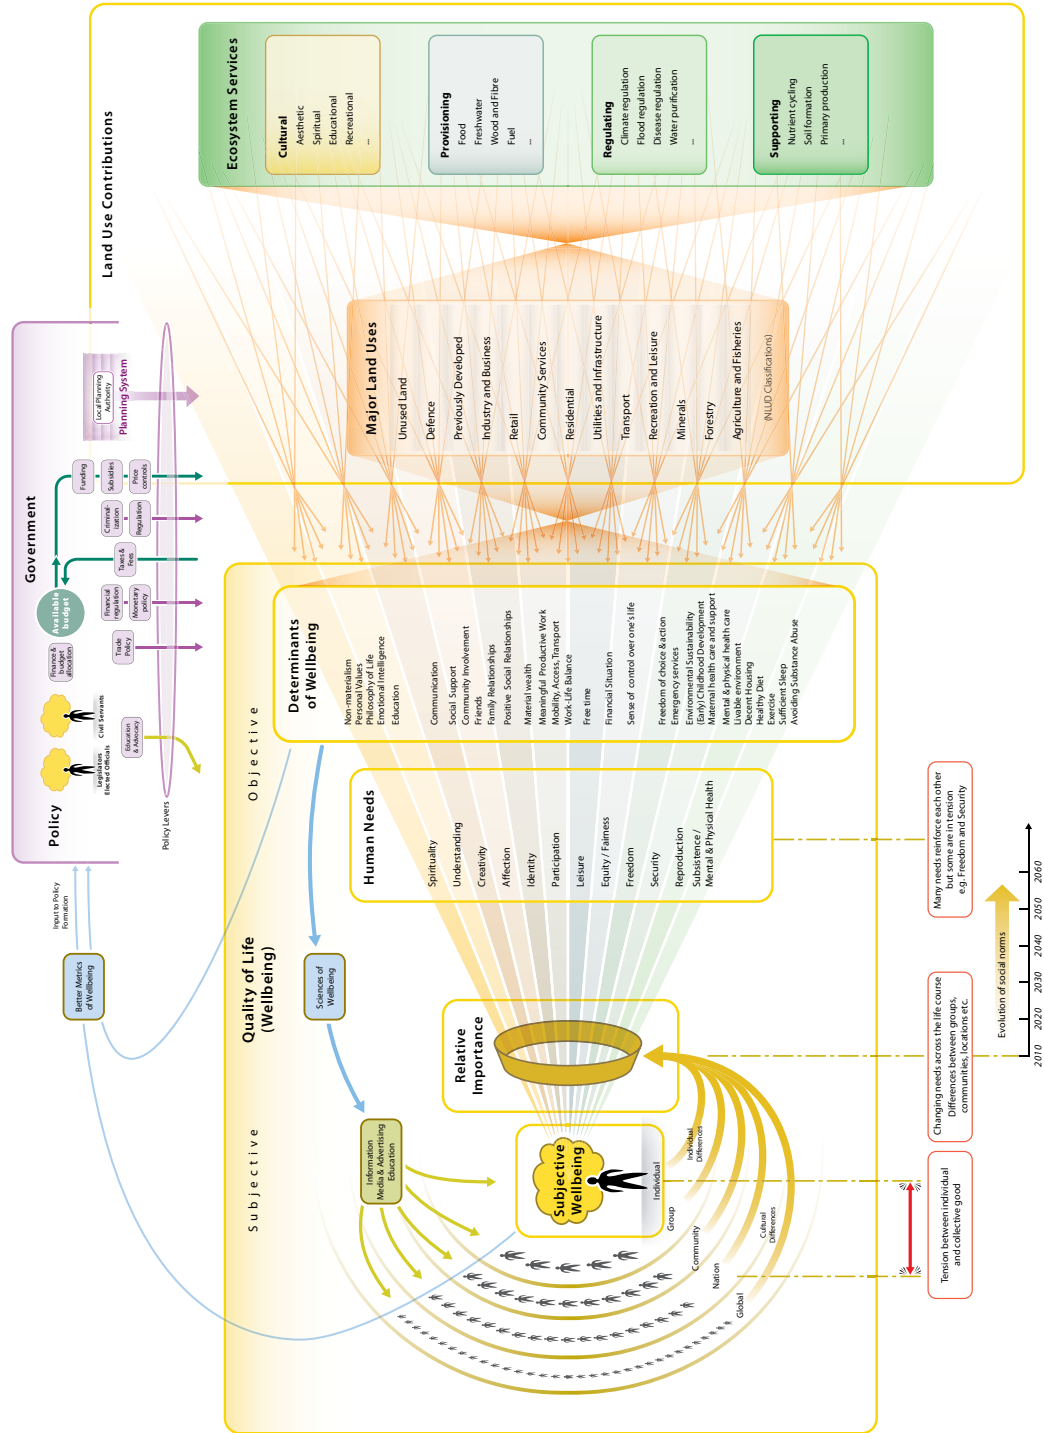 Policy
Government
Legislators
Elected Officials
Civil Servants
Education
& Advocacy
Finance &
budget
allocation
Available
budget
Trade
Policy
Financial
regulation
Monetary
policy
Taxes &
Fees
Criminal-
ization
Regulation
Funding
Subsidies
Price
controls
Local Planning
Authority
Planning System
Policy Levers
Input to Policy
Formation
Better Metrics
of Wellbeing
Quality of Life
(Wellbeing)
Subjective
Objective
Information
Media & Advertising
Education
Sciences of
Wellbeing
Subjective
Wellbeing
Individual
Group
Community
Nation
Global
Individual
Differences
Cultural
Differences
Relative
Importance
Human Needs
Spirituality
Understanding
Creativity
Affection
Identity
Participation
Leisure
Equity / Fairness
Freedom
Security
Reproduction
Subsistence /
Mental & Physical Health
Determinants
of Wellbeing
Non-materialism
Personal Values
Philosophy of Life
Emotional Intelligence
Education
Communication
Social Support
Community Involvement
Friends
Family Relationships
Positive Social Relationships
Material wealth
Meaningful Productive Work
Mobility, Access, Transport
Work-Life Balance
Free time
Financial Situation
Sense of control over one's life
Freedom of choice & action
Emergency services
Environmental Sustainability
(Early) Childhood Development
Maternal health care and support
Mental & physical health care
Livable environment
Decent Housing
Healthy Diet
Exercise
Sufficient Sleep
Avoiding Substance Abuse
Land Use Contributions
Major Land Uses
Unused Land
Defence
Previously Developed
Industry and Business
Retail
Community Services
Residential
Utilities and Infrastructure
Transport
Recreation and Leisure
Minerals
Forestry
Agriculture and Fisheries
(NLUD Classifications)
Ecosystem Services
Cultural
Aesthetic
Spiritual
Educational
Recreational
...
Provisioning
Food
Freshwater
Wood and Fibre
Fuel
...
Regulating
Climate regulation
Flood regulation
Disease regulation
Water purification
...
Supporting
Nutrient cycling
Soil formation
Primary production
...
Tension between individual
and collective good
Changing needs across the life course
Differences between groups,
communities, locations etc.
Many needs reinforce each other
but some are in tension
e.g. Freedom and Security
Evolution of social norms
2010
2020
2030
2040
2050
2060